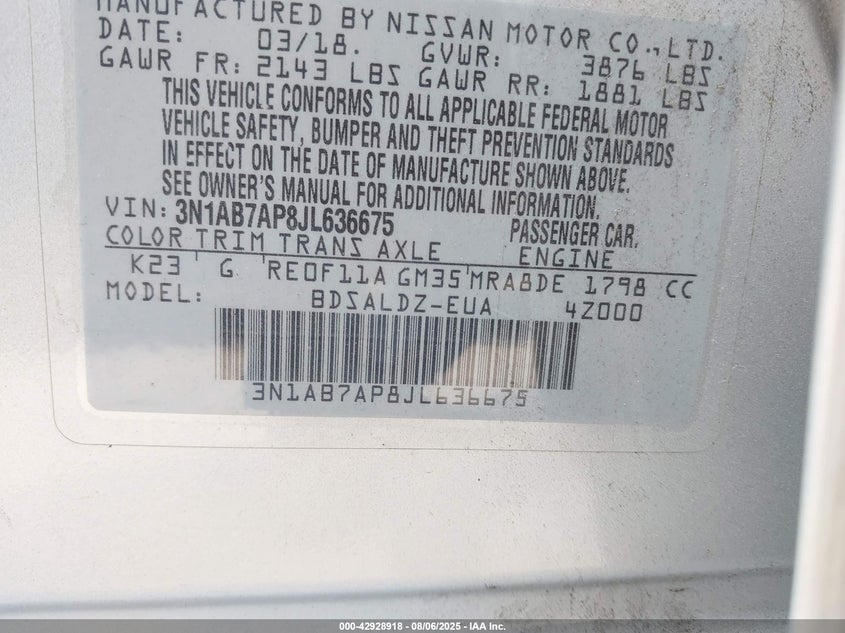 MANUFACTURED BY NISSAN MOTOR CO., LTD.
DATE: 03/18. GVWR: 3876 LBS
GAWR FR: 2143 LBS GAWR RR: 1881 LBS
THIS VEHICLE CONFORMS TO ALL APPLICABLE FEDERAL MOTOR
VEHICLE SAFETY, BUMPER AND THEFT PREVENTION STANDARDS
IN EFFECT ON THE DATE OF MANUFACTURE SHOWN ABOVE.
SEE OWNER'S MANUAL FOR ADDITIONAL INFORMATION.
VIN: 3N1AB7AP8JL636675 PASSENGER CAR.
COLOR TRIM TRANS AXLE ENGINE
K23 G RE0F11A GM35 MRA8DE 1798 CC
MODEL: BDSALDZ-EUA 4Z000
3N1AB7AP8JL636675
000-42928918 - 08/06/2025 - IAA Inc.